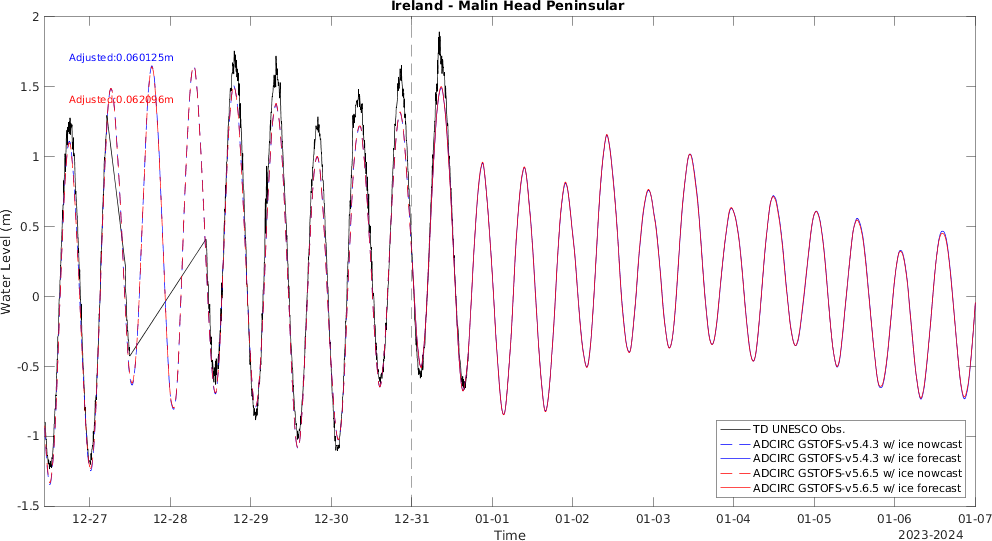 Ireland - Malin Head Peninsular
2
1.5
1
0.5
0
-0.5
-1
-1.5
Water Level (m)
Adjusted:0.060125m
Adjusted:0.062096m
TD UNESCO Obs.
ADCIRC GSTOFS-v5.4.3 w/ ice nowcast
ADCIRC GSTOFS-v5.4.3 w/ ice forecast
ADCIRC GSTOFS-v5.6.5 w/ ice nowcast
ADCIRC GSTOFS-v5.6.5 w/ ice forecast
12-27 12-28 12-29 12-30 12-31 01-01 01-02 01-03 01-04 01-05 01-06 01-07
Time
2023-2024